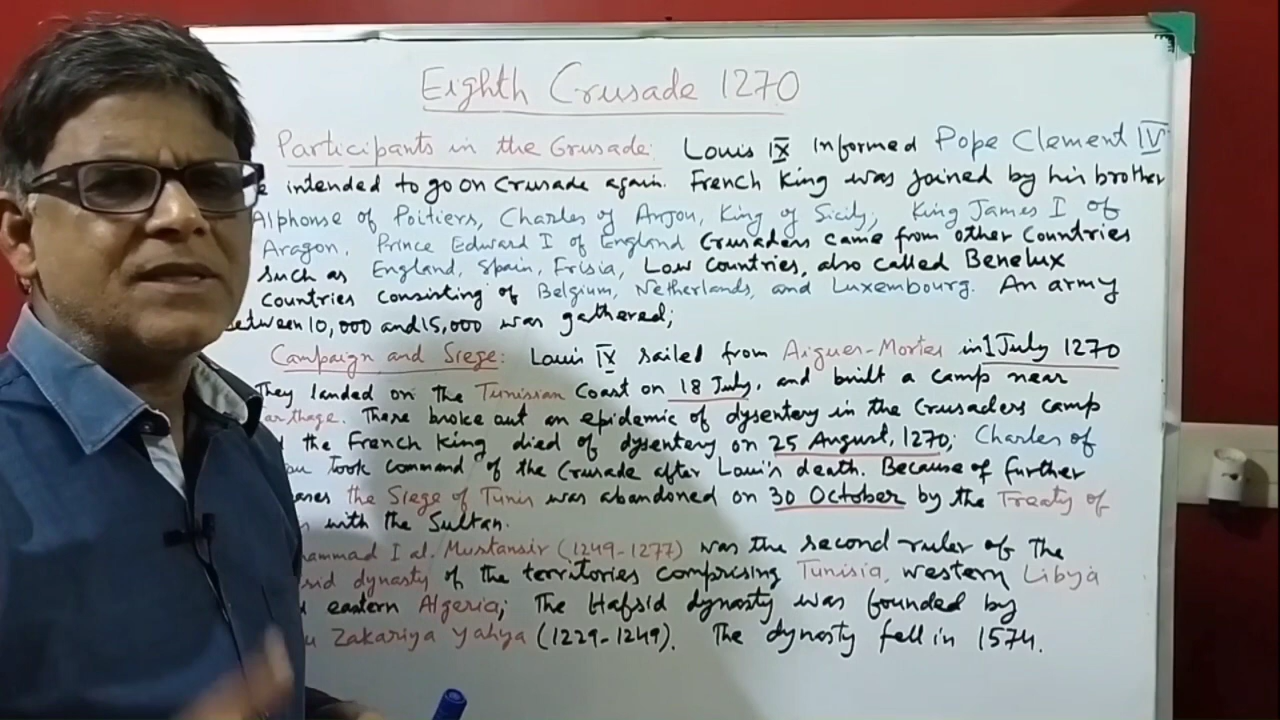 Eighth Crusade 1270
Participants in the Crusade: Louis IX informed Pope Clement IV
intended to go on Crusade again. French King was joined by his brother
Alphonse of Poitiers, Charles of Anjou, King of Sicily, King James I of
Aragon, Prince Edward I of England Crusaders came from other Countries
such as England, Spain, Frisia, Low Countries, also called Benelux
Countries consisting of Belgium, Netherlands, and Luxembourg. An army
between 10,000 and 15,000 was gathered;
Campaign and Siege: Louis IX sailed from Aigues-Mortes in 1 July 1270
They landed on the Tunisian Coast on 18 July, and built a camp near
arthage. There broke out an epidemic of dysentery in the Crusaders camp
the French King died of dysentery on 25 August, 1270; Charles of
ou took command of the Crusade after Louis's death. Because of further
eases the Siege of Tunis was abandoned on 30 October by the Treaty of
with the Sultan.
ammad I al. Mustansir (1249-1277) was the second ruler of the
sid dynasty of the territories comprising Tunisia, western Libya
eastern Algeria; The Hafsid dynasty was founded by
u Zakariya Yahya (1229-1249). The dynasty fell in 1574.